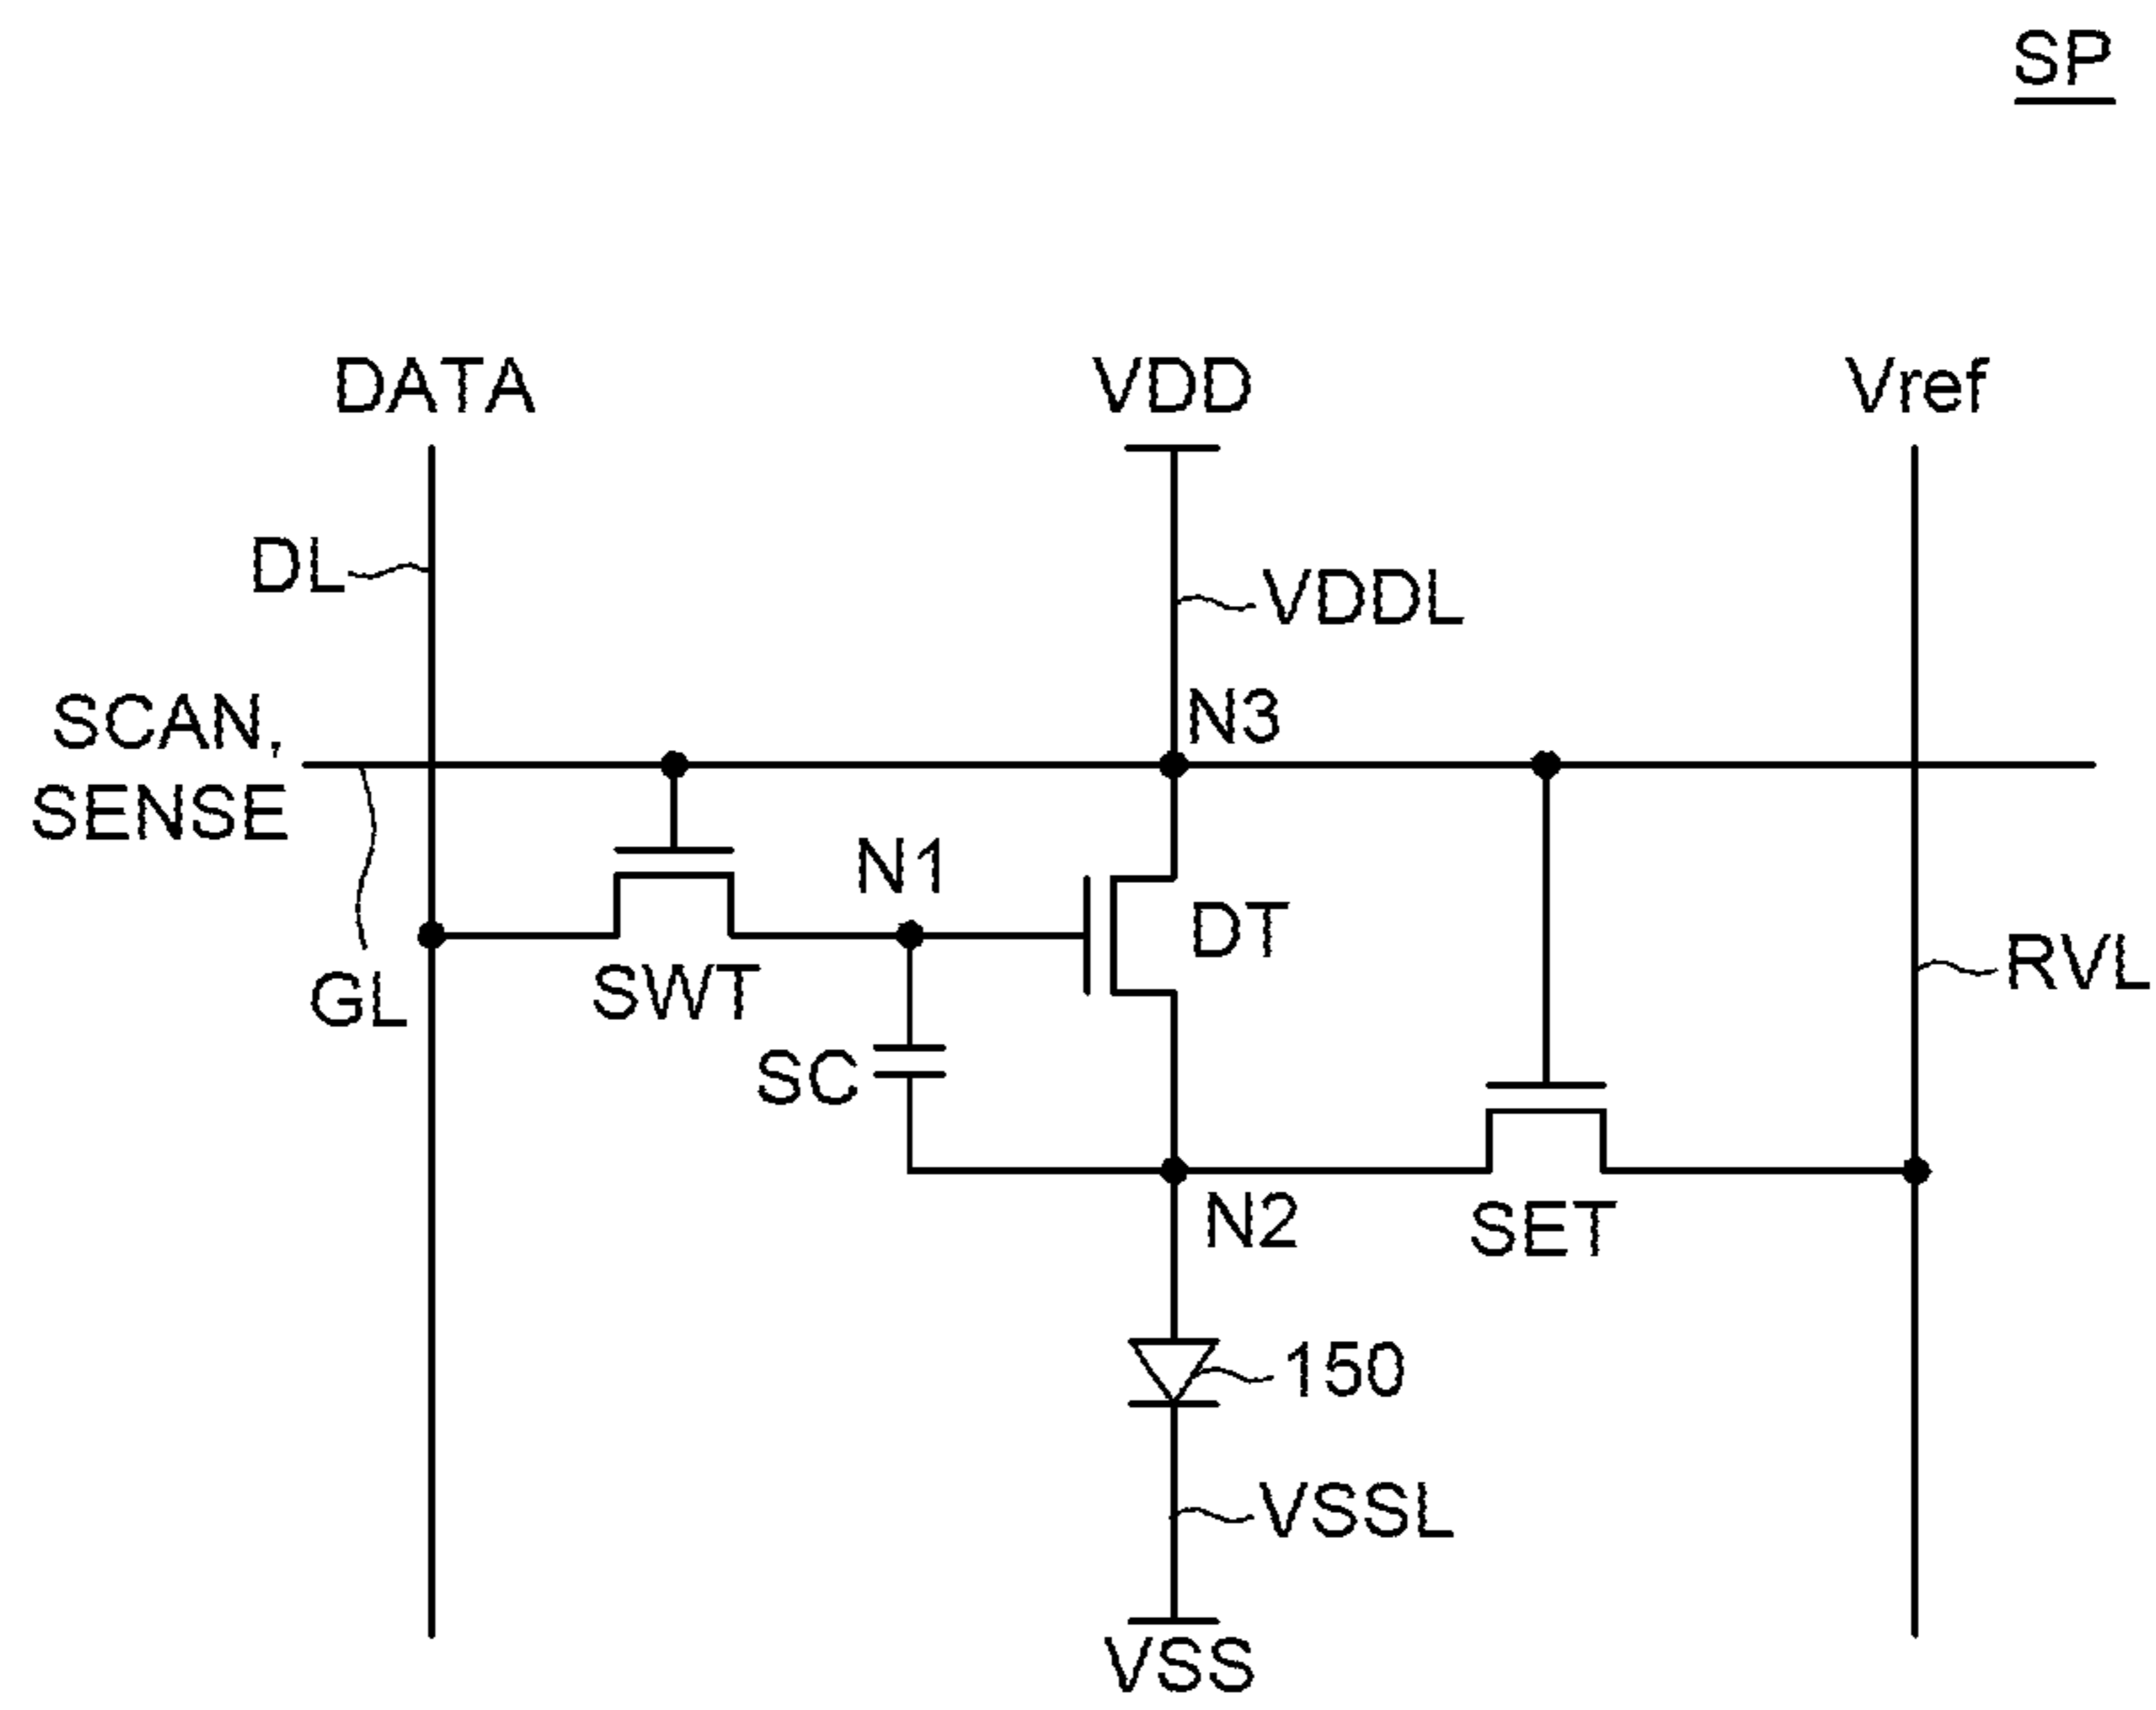 SP
DATA
VDD
Vref
DL
VDDL
SCAN,
SENSE
N3
N1
DT
RVL
GL
SWT
SC
N2
SET
150
VSSL
VSS